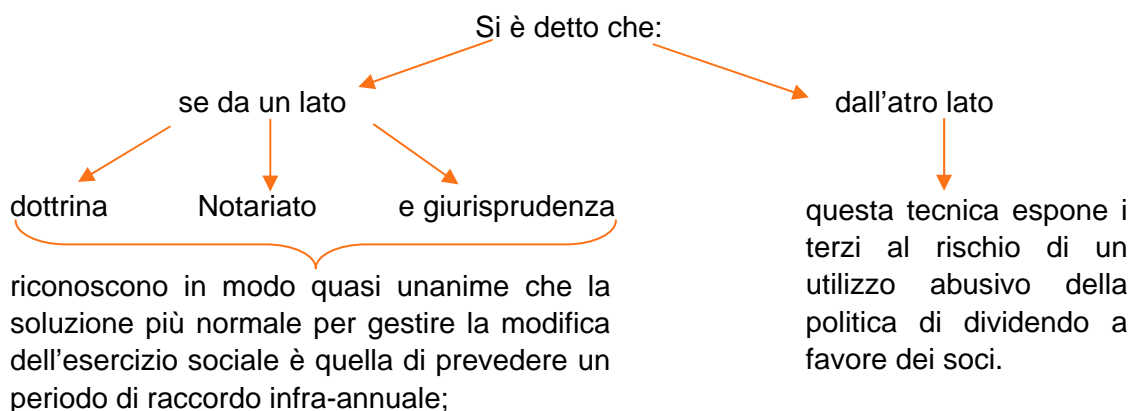 Si è detto che:
se da un lato
dall'atro lato
dottrina Notariato e giurisprudenza
riconoscono in modo quasi unanime che la
soluzione più normale per gestire la modifica
dell'esercizio sociale è quella di prevedere un
periodo di raccordo infra-annuale;
questa tecnica espone i
terzi al rischio di un
utilizzo abusivo della
politica di dividendo a
favore dei soci.